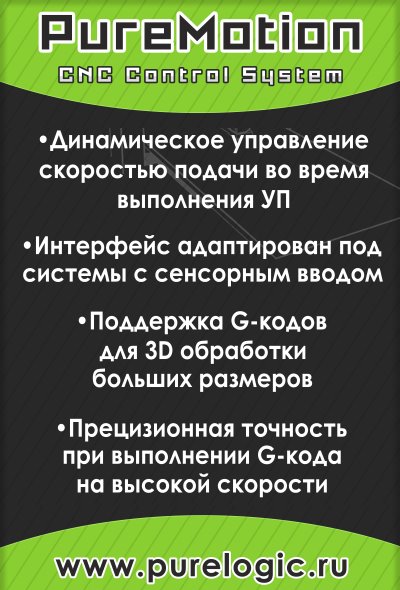 PureMotion
CNC Control System
•Динамическое управление
скоростью подачи во время
выполнения УП
•Интерфейс адаптирован под
системы с сенсорным вводом
•Поддержка G-кодов
для 3D обработки
больших размеров
•Прецизионная точность
при выполнении G-кода
на высокой скорости
www.purelogic.ru